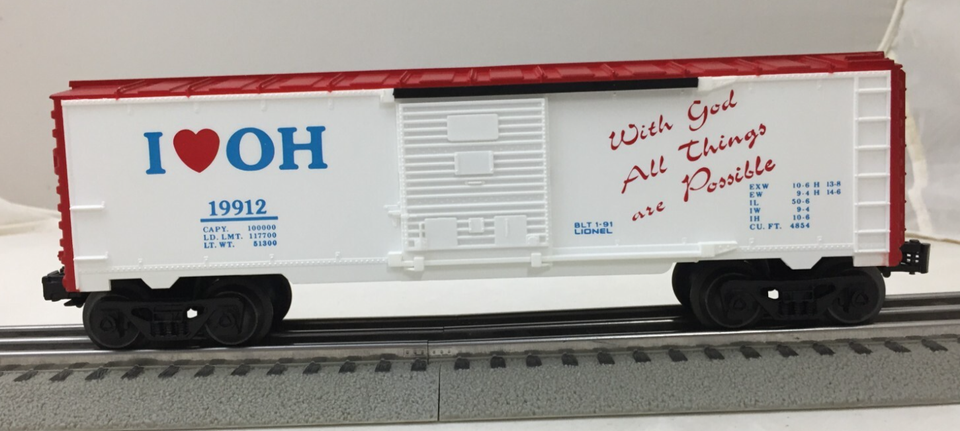 I ❤ OH
19912
CAPY. 100000
LD. LMT. 117700
LT. WT. 51300
With God
All Things
are Possible
BLT 1-91
LIONEL
EXW 10-6 H 13-8
EW 9-4 H 14-6
IL 50-6
IW 9-4
IH 10-6
CU. FT. 4854